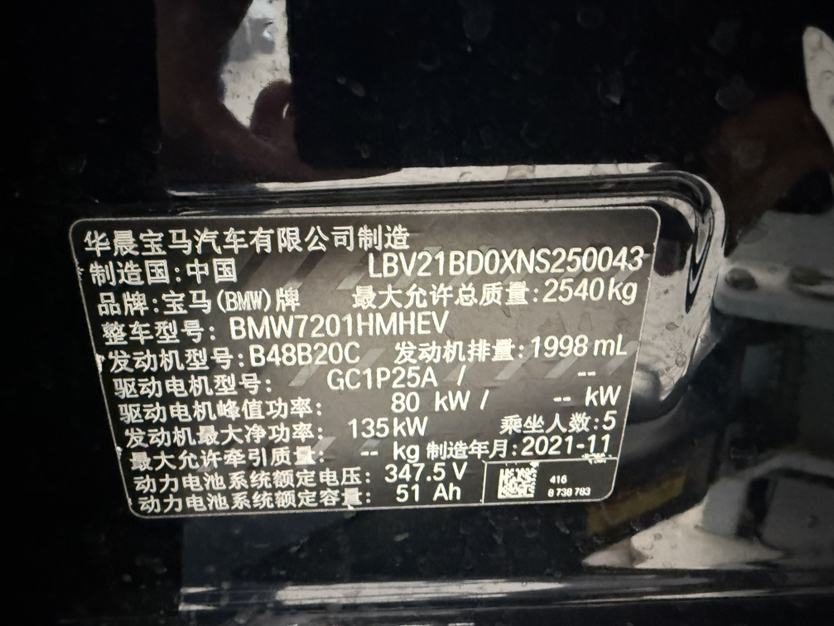 华晨宝马汽车有限公司制造
制造国:中国 LBV21BD0XNS250043
品牌:宝马(BMW)牌 最大允许总质量:2540kg
整车型号: BMW7201HMHEV
发动机型号:B48B20C 发动机排量:1998 mL
驱动电机型号: GC1P25A / --
驱动电机峰值功率: 80 kW / -- kW
发动机最大净功率: 135kW 乘坐人数:5
最大允许牵引质量: -- kg 制造年月:2021-11
动力电池系统额定电压: 347.5 V
动力电池系统额定容量: 51 Ah
416
8 738 783